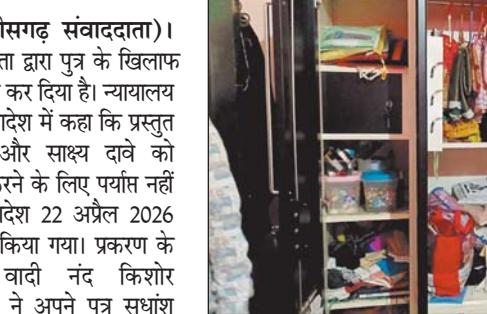 ीसगढ़ संवाददाता)।
ता द्वारा पुत्र के खिलाफ
कर दिया है। न्यायालय
ादेश में कहा कि प्रस्तुत
और साक्ष्य दावे को
रने के लिए पर्याप्त नहीं
देश 22 अप्रैल 2026
किया गया। प्रकरण के
वादी नंद किशोर
ने अपने पुत्र सुधांश